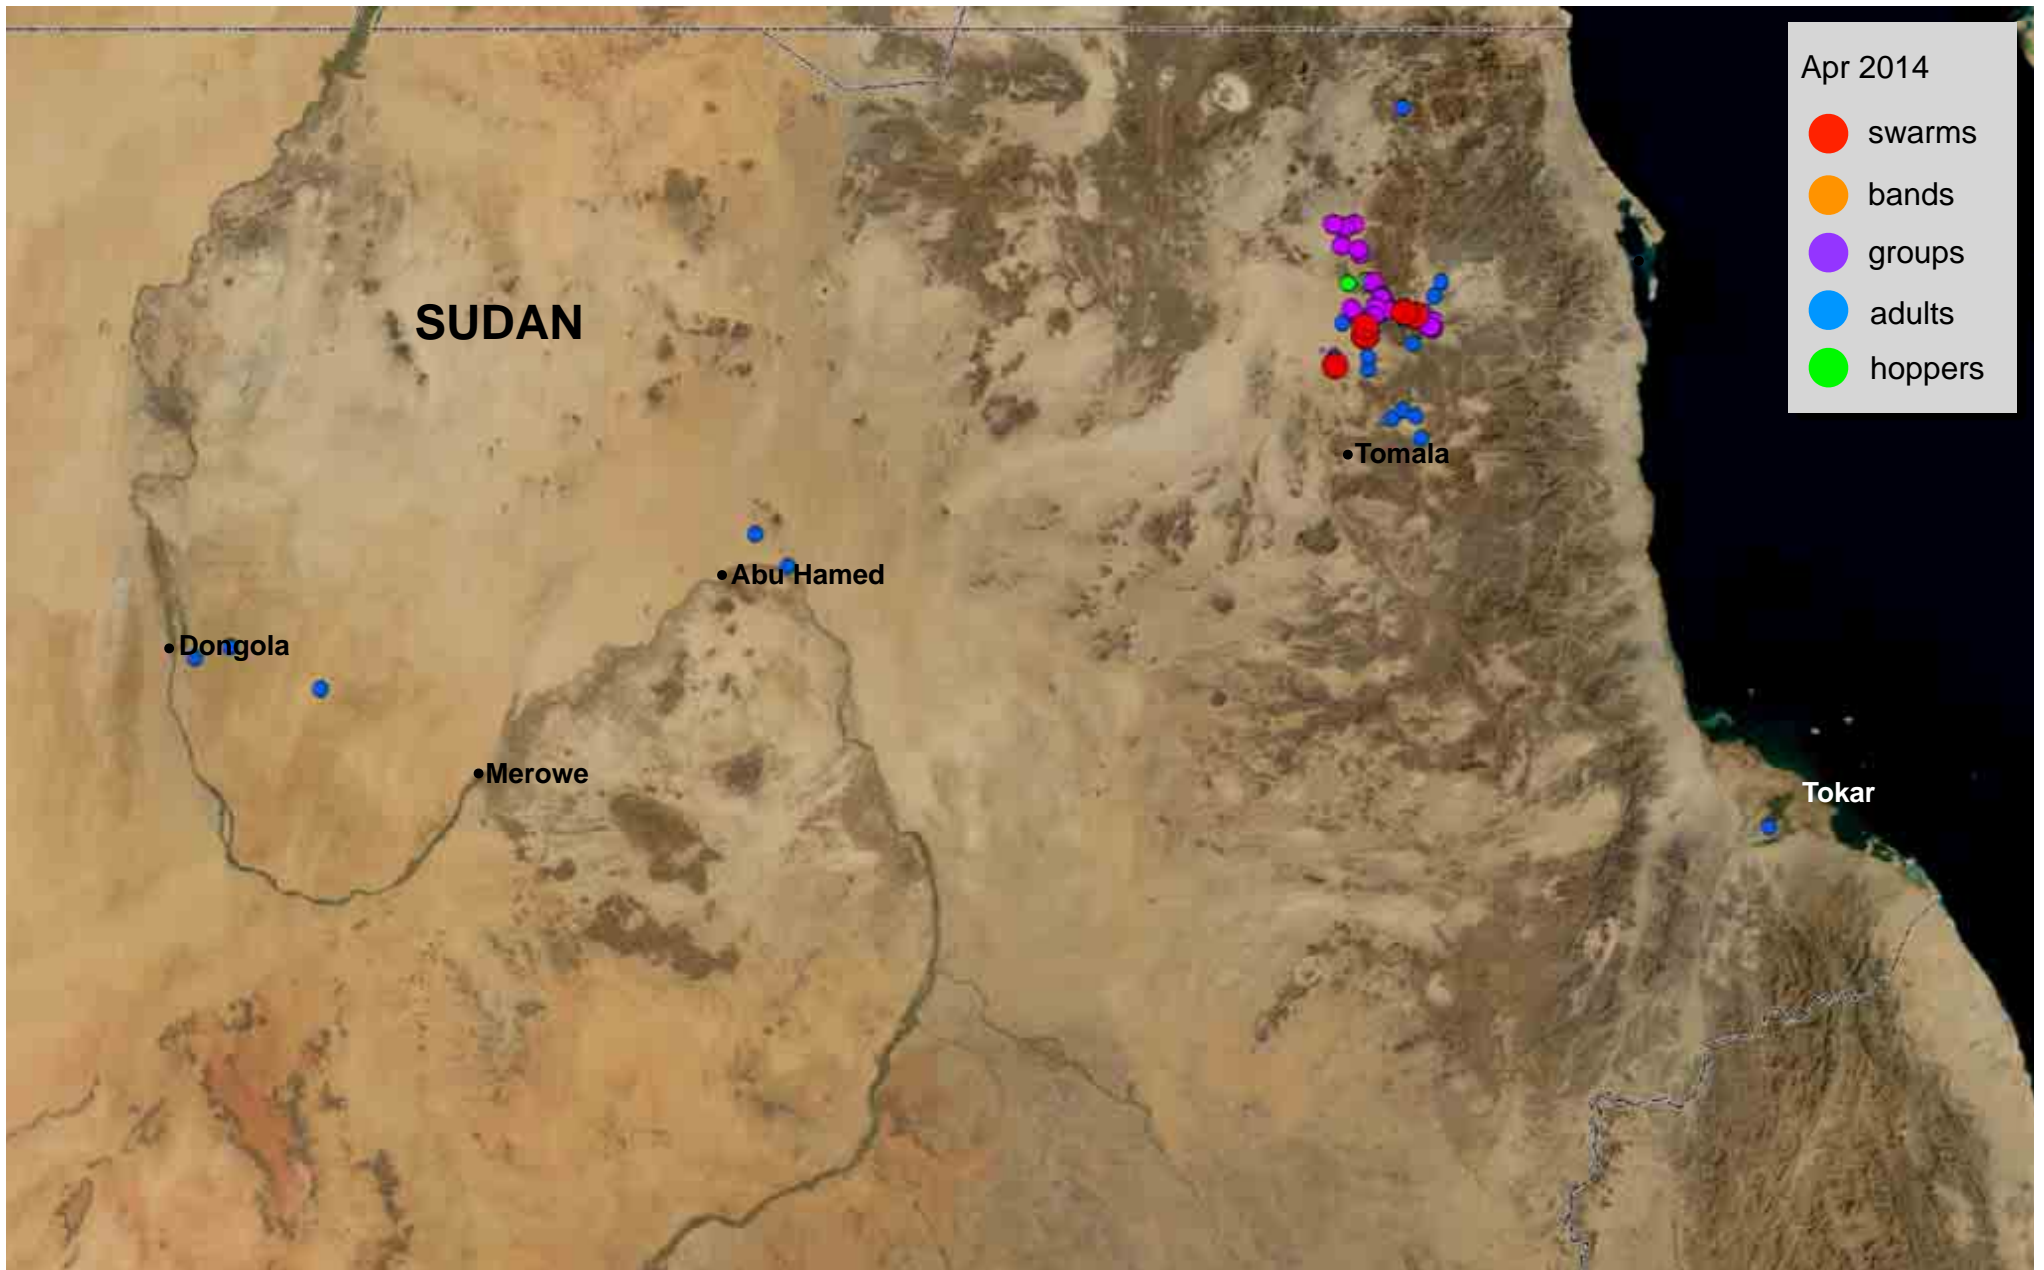 Apr 2014
swarms
bands
groups
adults
hoppers
SUDAN
Tomala
Abu Hamed
Dongola
Merowe
Tokar